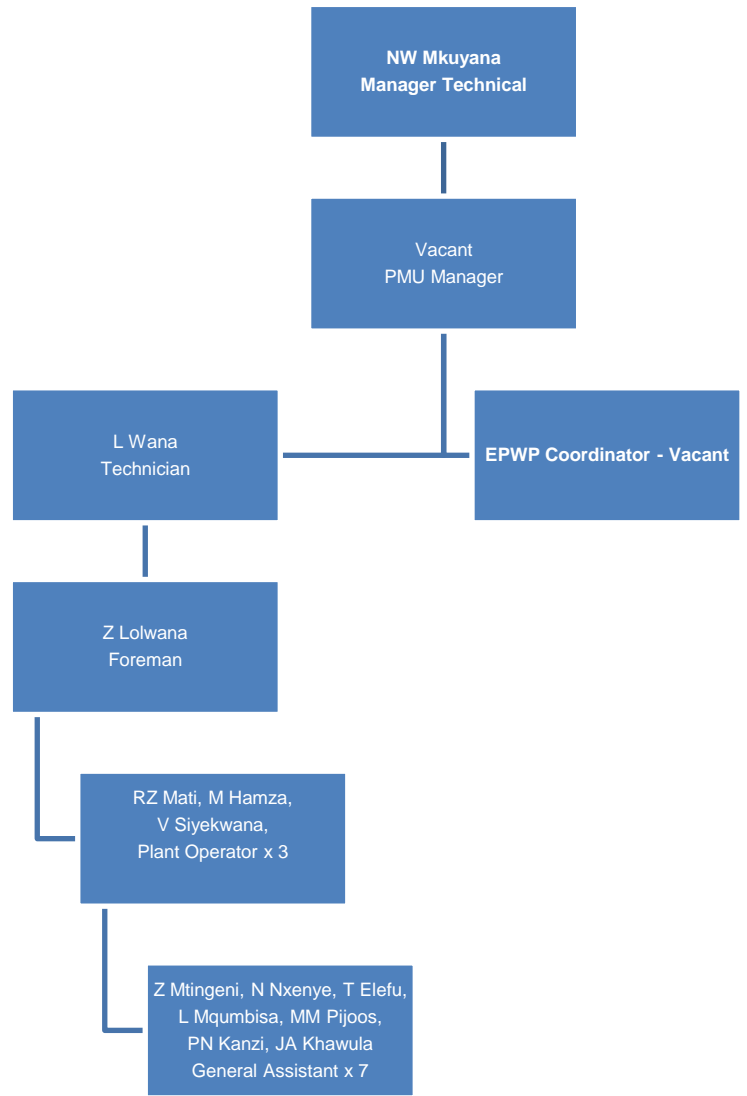 NW Mkuyana
Manager Technical
Vacant
PMU Manager
L Wana
Technician
EPWP Coordinator - Vacant
Z Lolwana
Foreman
RZ Mati, M Hamza,
V Siyekwana,
Plant Operator x 3
Z Mtingeni, N Nxenye, T Elefu,
L Mqumbisa, MM Pijoos,
PN Kanzi, JA Khawula
General Assistant x 7